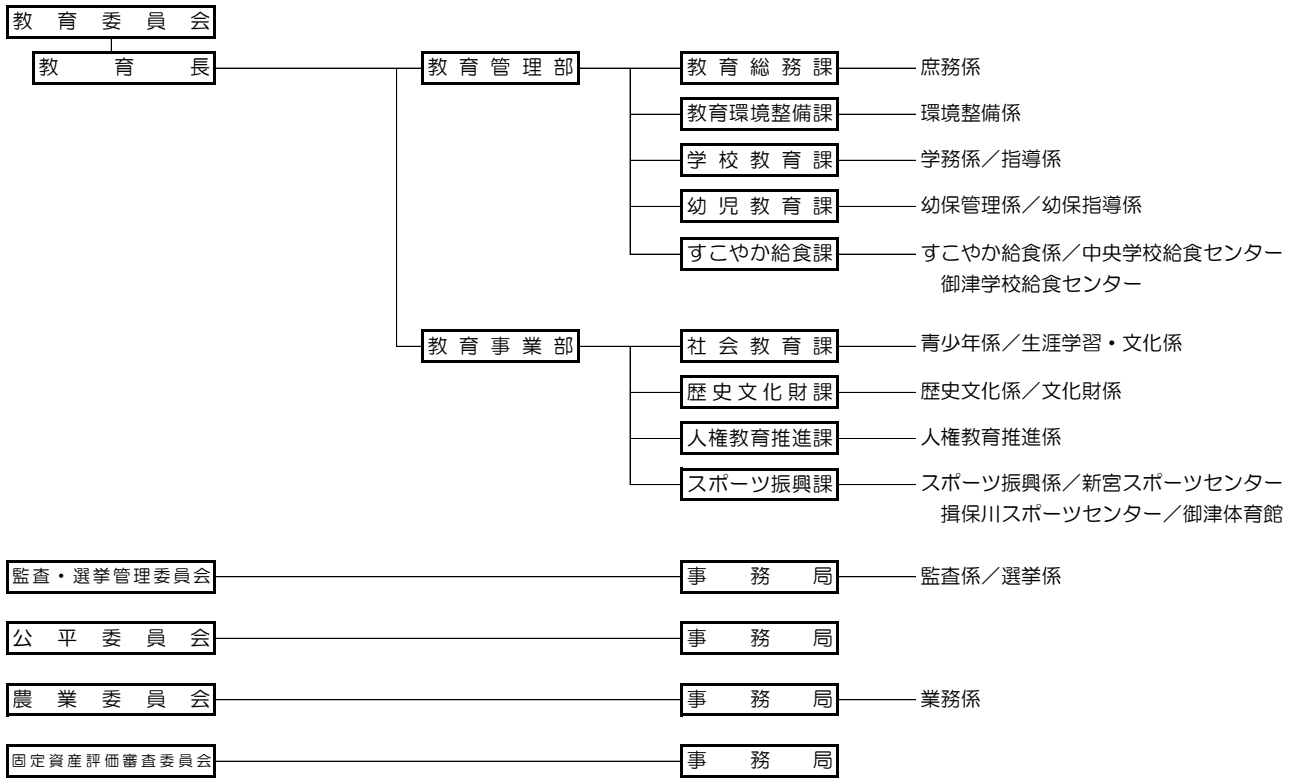 教育委員会
教育長 教育管理部 教育総務課 庶務係
教育環境整備課 環境整備係
学校教育課 学務係／指導係
幼児教育課 幼保管理係／幼保指導係
すこやか給食課 すこやか給食係／中央学校給食センター
御津学校給食センター
教育事業部 社会教育課 青少年係／生涯学習・文化係
歴史文化財課 歴史文化係／文化財係
人権教育推進課 人権教育推進係
スポーツ振興課 スポーツ振興係／新宮スポーツセンター
揖保川スポーツセンター／御津体育館
監査・選挙管理委員会 事務局 監査係／選挙係
公平委員会 事務局
農業委員会 事務局 業務係
固定資産評価審査委員会 事務局